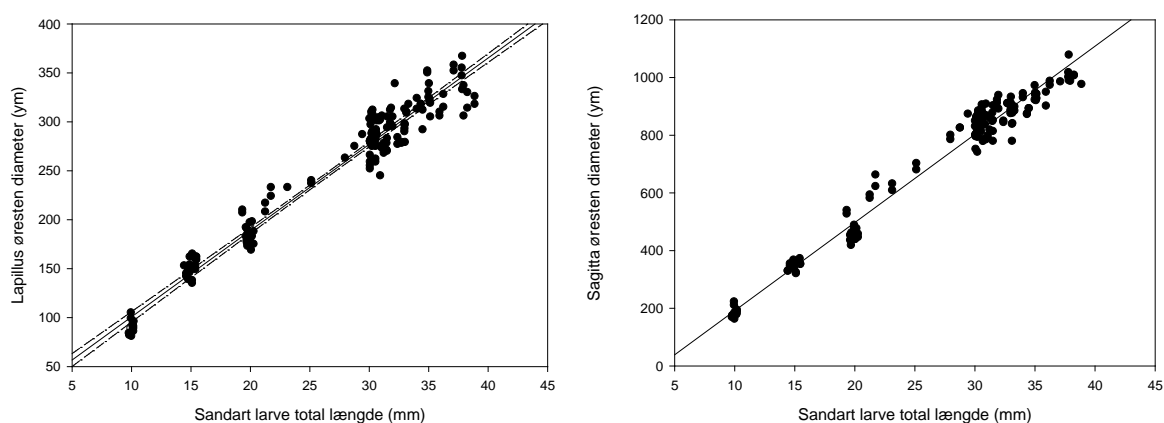 Lapillus øresten diameter (ym)
400
350
300
250
200
150
100
50
5 10 15 20 25 30 35 40 45
Sandart larve total længde (mm)
Sagitta øresten diameter (ym)
1200
1000
800
600
400
200
0
5 10 15 20 25 30 35 40 45
Sandart larve total længde (mm)